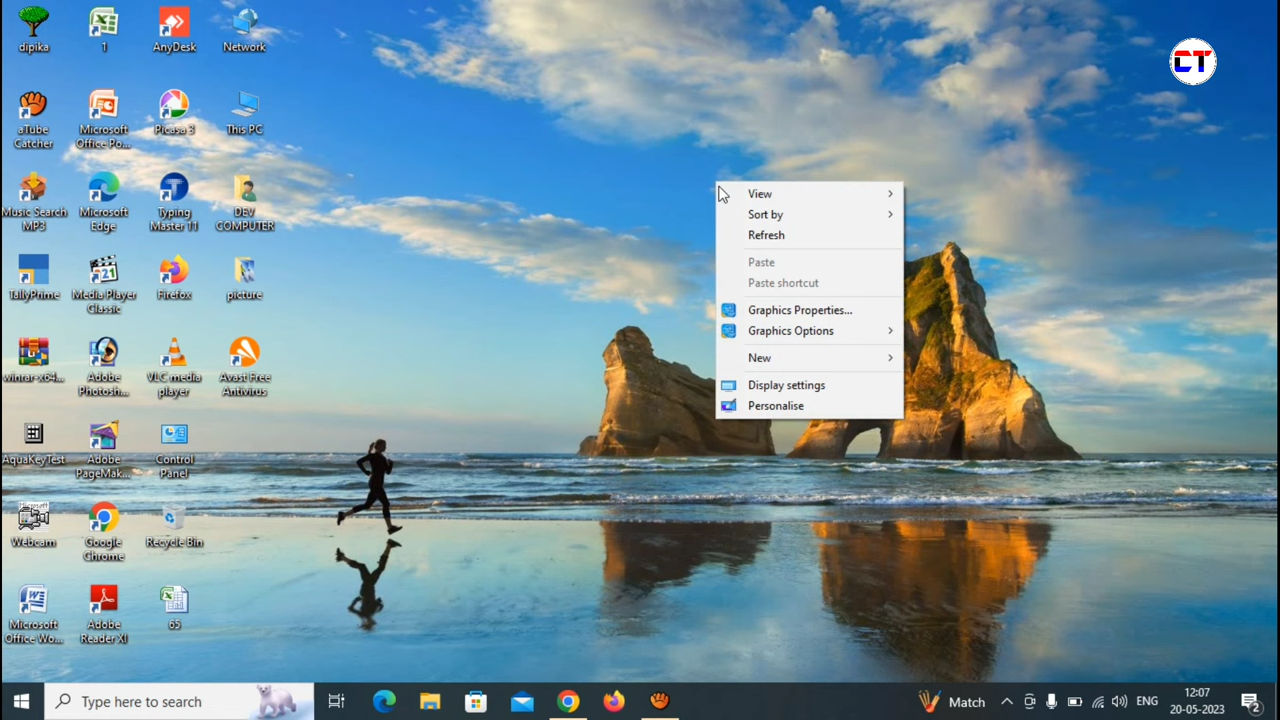 dipika
1
AnyDesk
Network
aTube
Catcher
Microsoft
Office Po...
Picasa 3
This PC
Music Search
MP3
Microsoft
Edge
Typing
Master 11
DEV
COMPUTER
TallyPrime
Media Player
Classic
Firefox
picture
winrar-x64...
Adobe
Photosh...
VLC media
player
Avast Free
Antivirus
AquaKeyTest
Adobe
PageMak...
Control
Panel
Webcam
Google
Chrome
Recycle Bin
Microsoft
Office Wo...
Adobe
Reader XI
65
CT
View
Sort by
Refresh
Paste
Paste shortcut
Graphics Properties...
Graphics Options
New
Display settings
Personalise
Type here to search
Match
ENG
12:07
20-05-2023
2